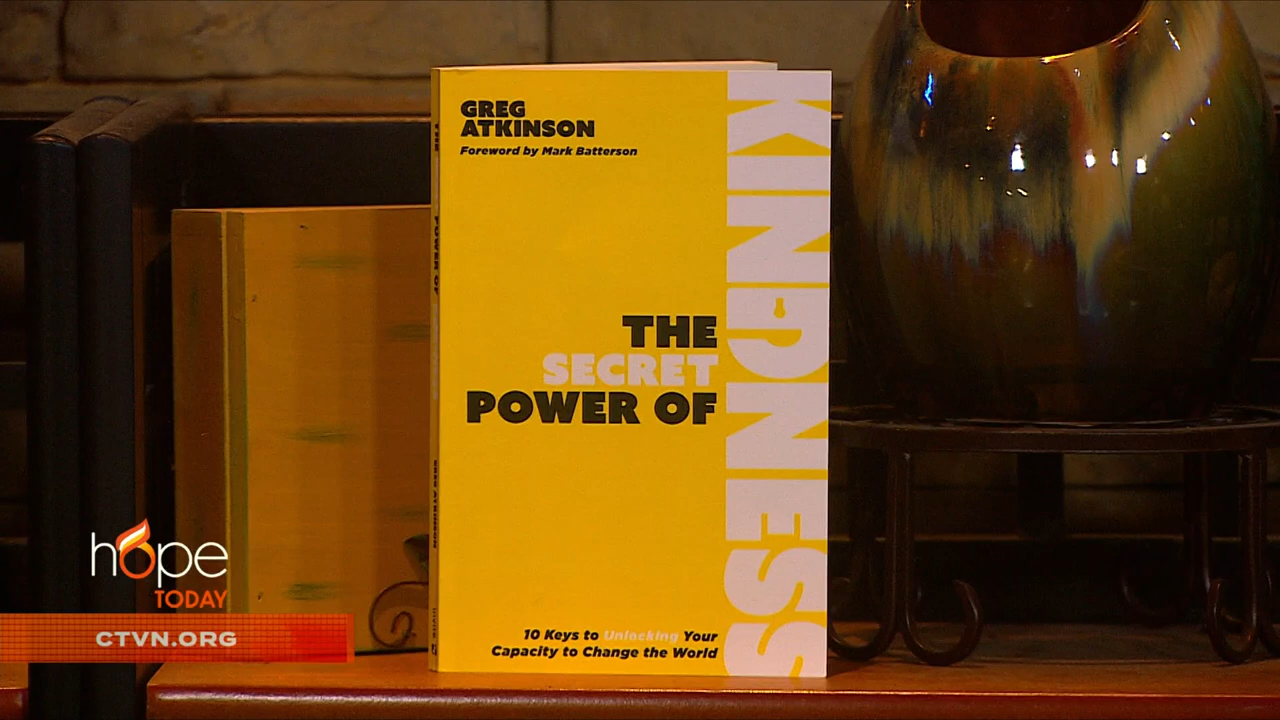 GREG
ATKINSON
Foreword by Mark Batterson
THE
SECRET
POWER OF
KINDNESS
10 Keys to Unlocking Your
Capacity to Change the World
THE
POWER OF
GREG ATKINSON
hope
TODAY
CTVN.ORG